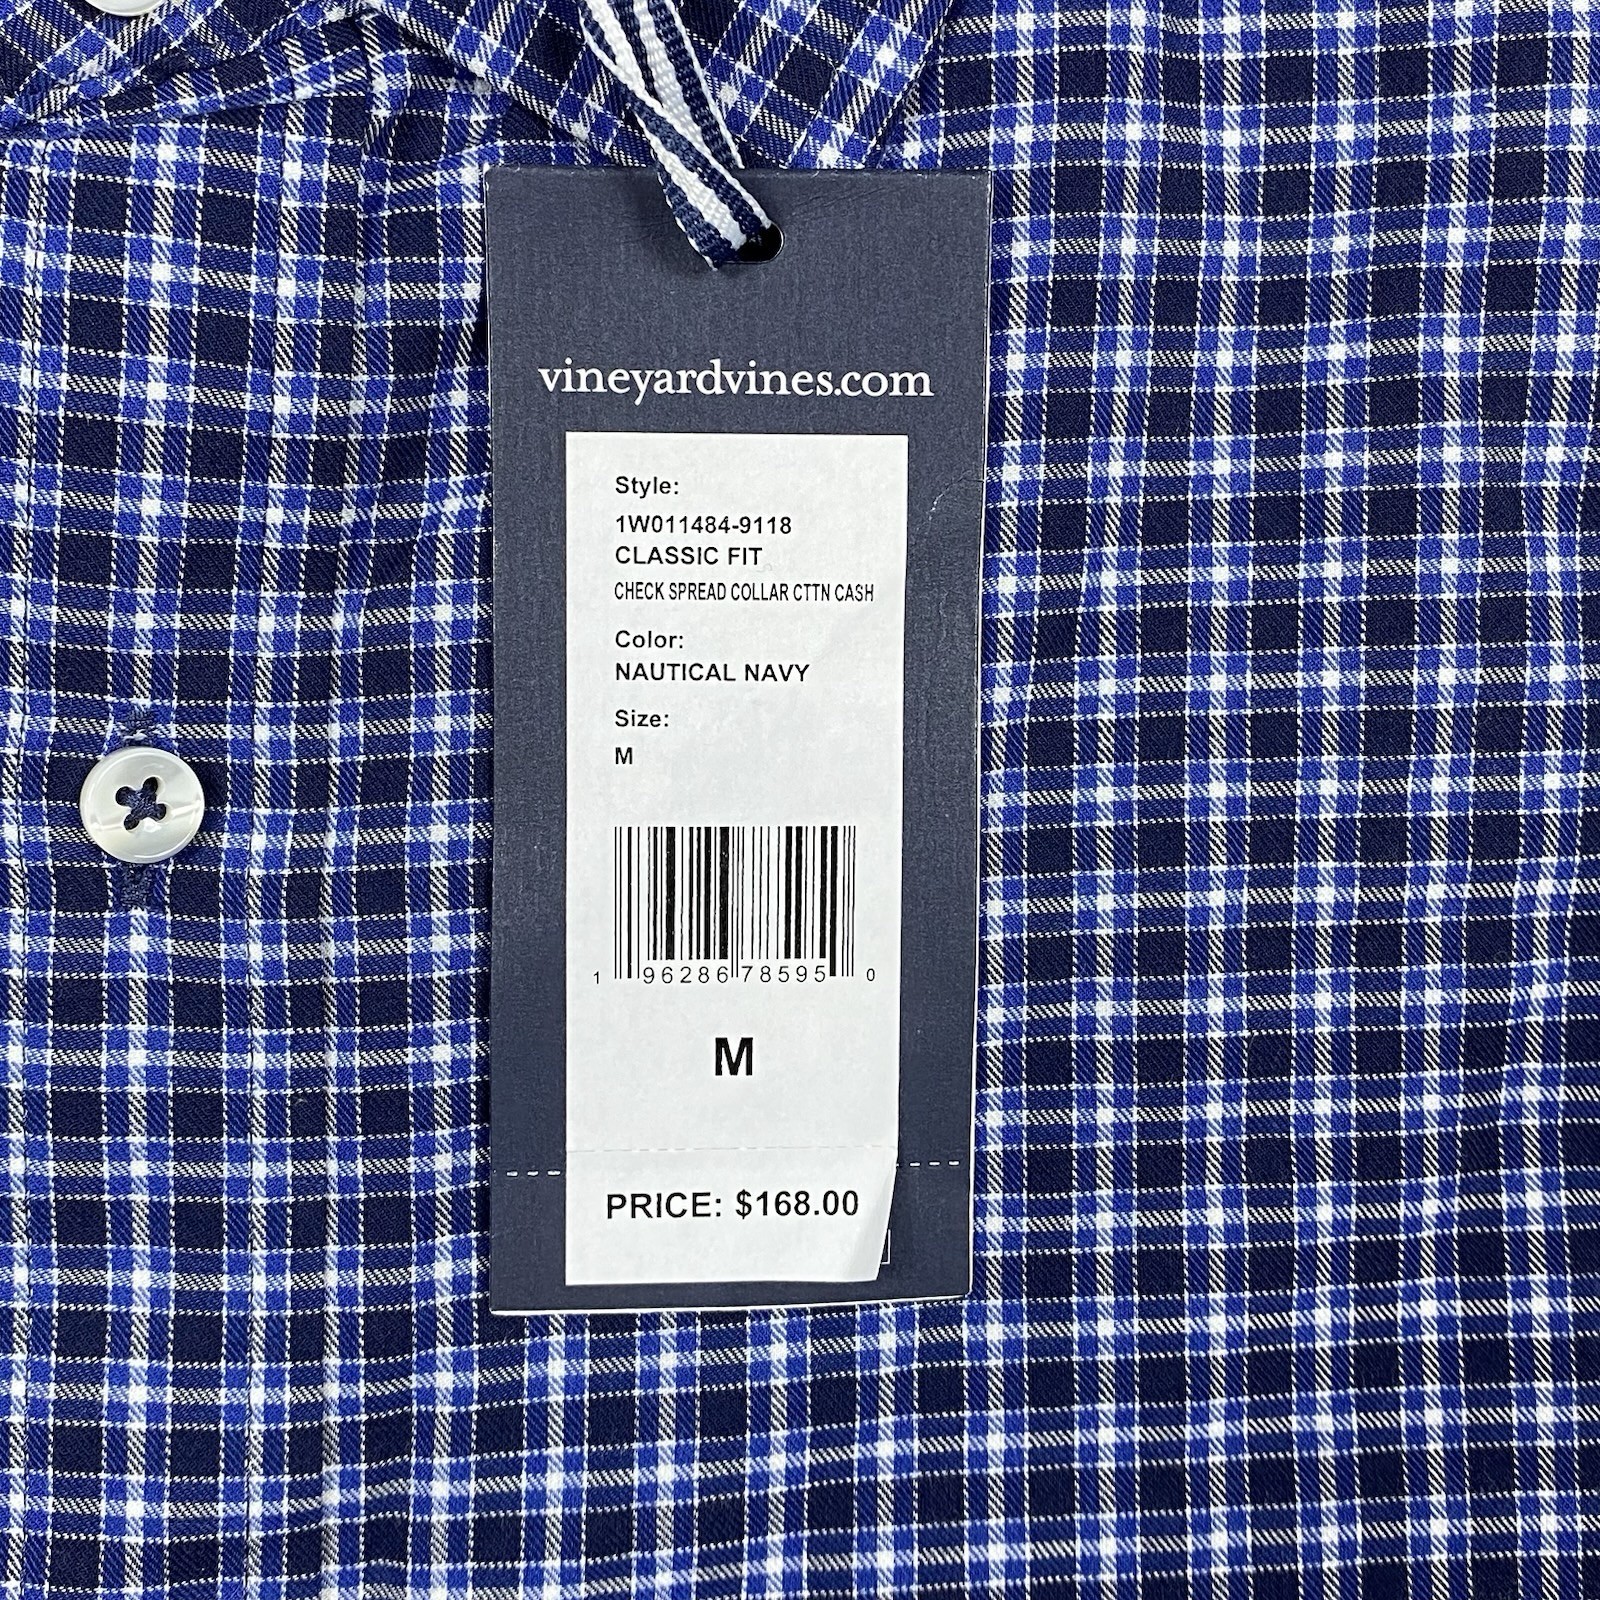 vineyardvines.com
Style:
1W011484-9118
CLASSIC FIT
CHECK SPREAD COLLAR CTTN CASH
Color:
NAUTICAL NAVY
Size:
M
1 96286 78595 0
M
PRICE: $168.00